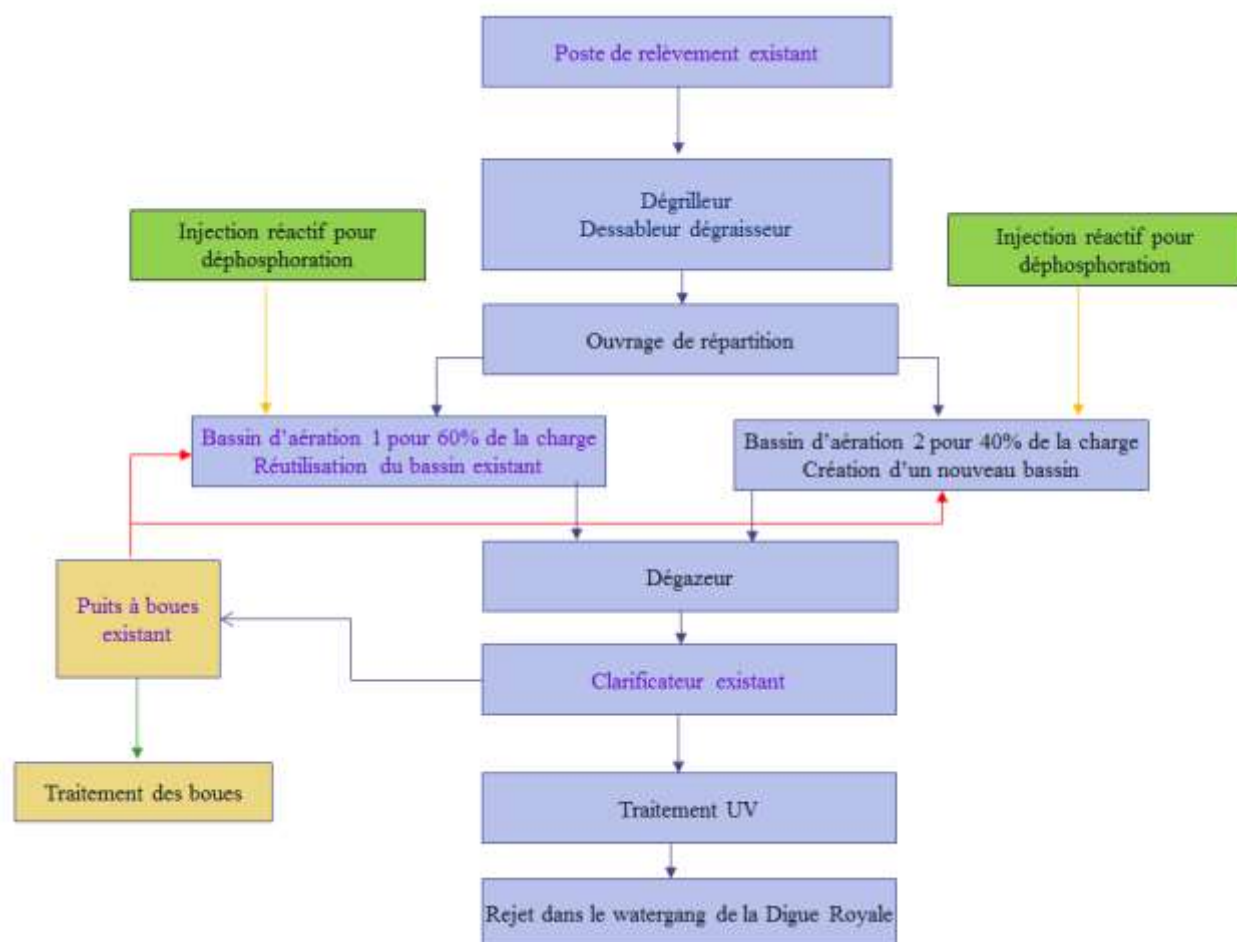 Poste de relèvement existant
Dégrilleur
Dessableur dégraisseur
Injection réactif pour
déphosphoration
Injection réactif pour
déphosphoration
Ouvrage de répartition
Bassin d’aération 1 pour 60% de la charge
Réutilisation du bassin existant
Bassin d’aération 2 pour 40% de la charge
Création d’un nouveau bassin
Dégazeur
Puits à boues
existant
Clarificateur existant
Traitement des boues
Traitement UV
Rejet dans le watergang de la Digue Royale